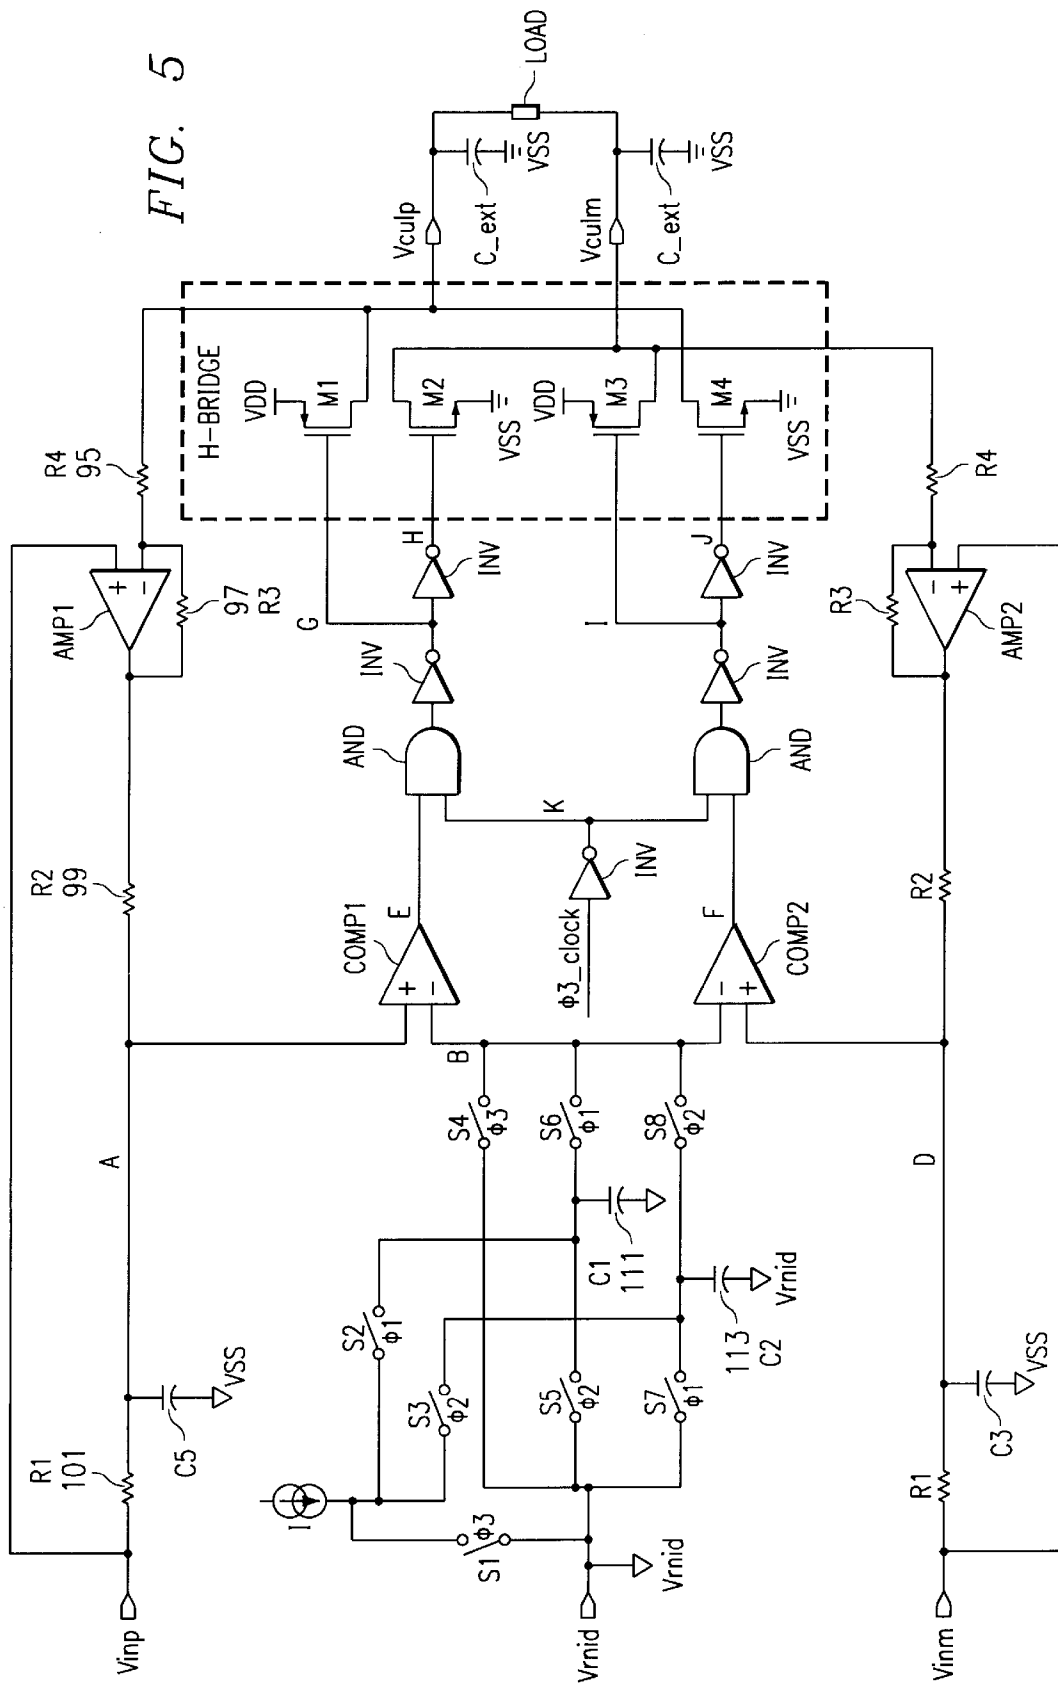 FIG. 5
H-BRIDGE
R4
95
AMP1
+
−
97
R3
R2
99
A
R1
101
C5
VSS
Vinp
VDD
M1
M2
VSS
VDD
M3
M4
VSS
Vculp
C_ext
VSS
LOAD
Vculm
C_ext
VSS
G
H
INV
INV
AND
I
J
INV
INV
AND
K
INV
ϕ3_clock
E
COMP1
+
−
F
COMP2
−
+
B
S4
ϕ3
S6
ϕ1
S8
ϕ2
C1
111
S2
ϕ1
S3
ϕ2
S5
ϕ2
S7
ϕ1
113
C2
Vrnid
I
S1
ϕ3
Vrnid
Vrnid
R4
R3
−
+
AMP2
R2
D
C3
VSS
R1
Vinm